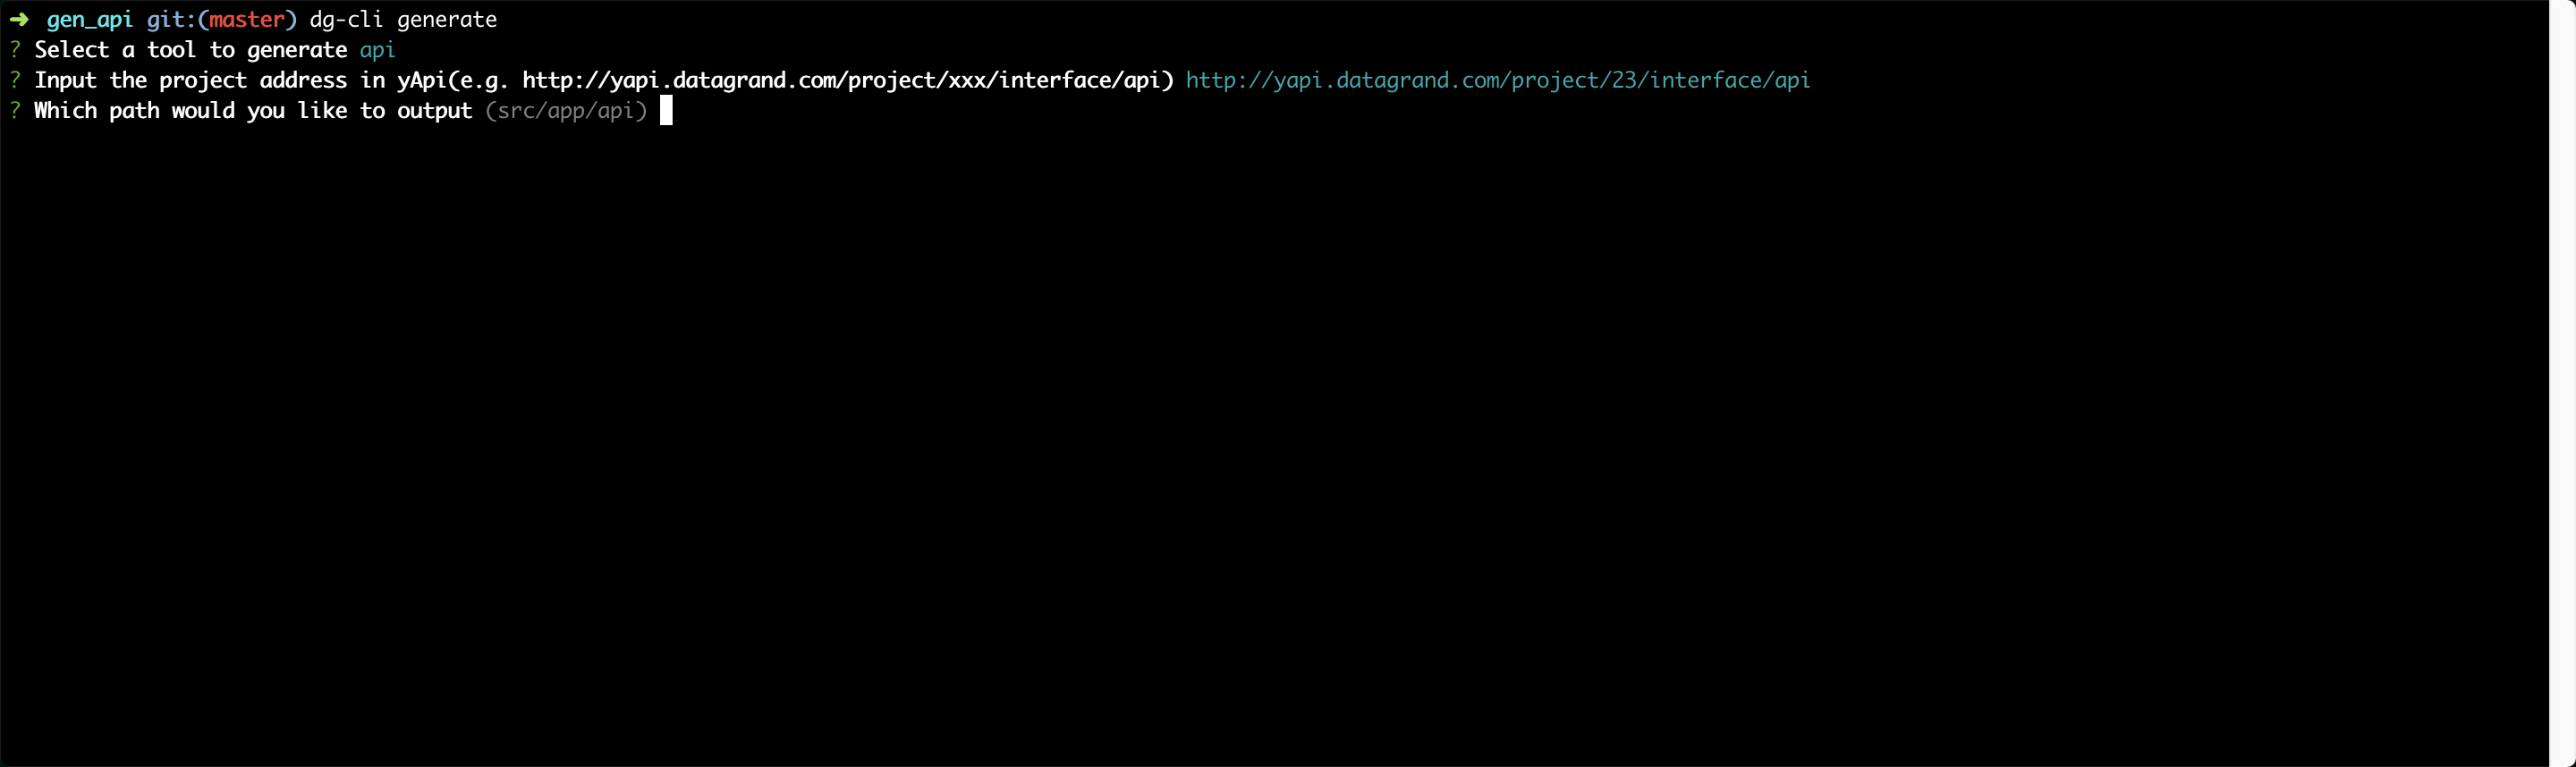 ➜ gen_api git:(master) dg-cli generate
? Select a tool to generate api
? Input the project address in yApi(e.g. http://yapi.datagrand.com/project/xxx/interface/api) http://yapi.datagrand.com/project/23/interface/api
? Which path would you like to output (src/app/api)